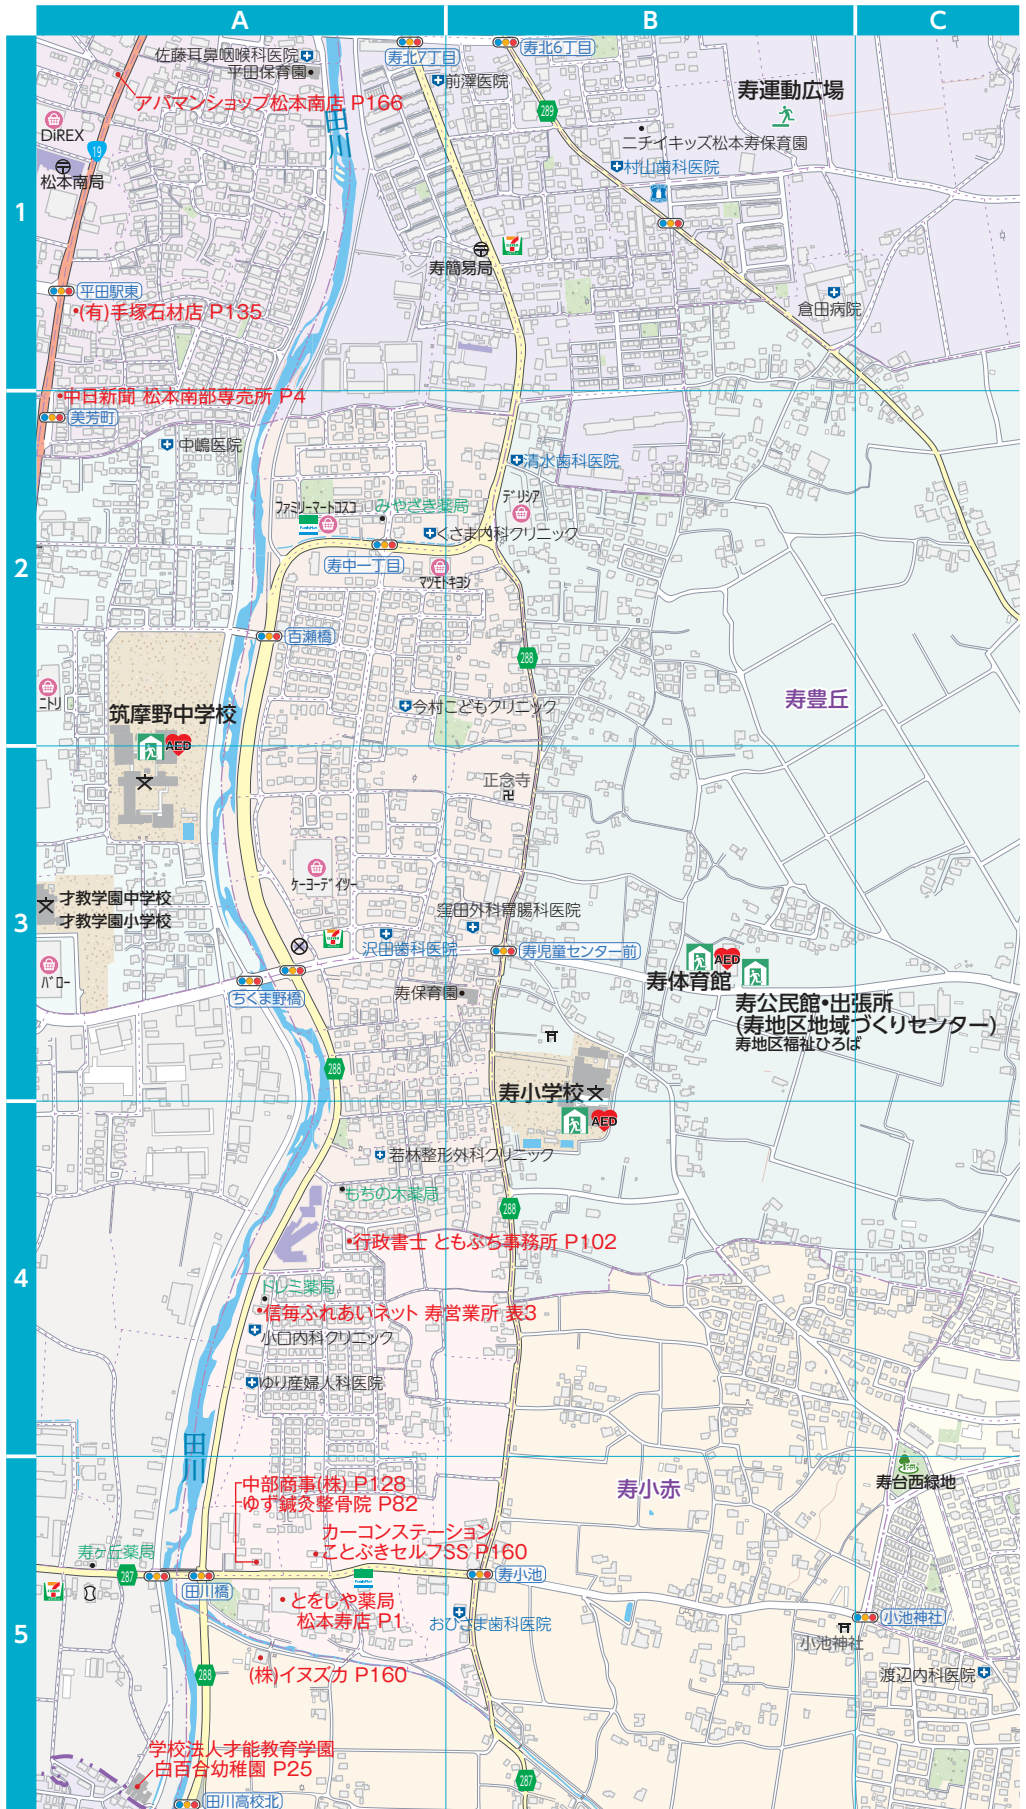 A
B
C
1
2
3
4
5
佐藤耳鼻咽喉科医院
平田保育園
寿北7丁目
寿北6丁目
前澤医院
アパマンショップ松本南店 P166
田川
寿運動広場
289
DiREX
ニチイキッズ松本寿保育園
19
村山歯科医院
松本南局
寿簡易局
平田駅東
(有)手塚石材店 P135
倉田病院
中日新聞 松本南部専売所 P4
美芳町
中嶋医院
清水歯科医院
ファミリーマートコスコ
みやざき薬局
デリシア
FamilyMart
くさま内科クリニック
寿中一丁目
マツモトキヨシ
百瀬橋
288
ニトリ
今村こどもクリニック
寿豊丘
筑摩野中学校
AED
正念寺
ケーヨーデイツー
才教学園中学校
才教学園小学校
窪田外科胃腸科医院
沢田歯科医院
寿児童センター前
AED
バロー
寿体育館
ちくま野橋
寿保育園
寿公民館・出張所
(寿地区地域づくりセンター)
寿地区福祉ひろば
288
寿小学校
AED
若林整形外科クリニック
もちの木薬局
288
行政書士 ともぶち事務所 P102
ドレミ薬局
信毎ふれあいネット 寿営業所 表3
小口内科クリニック
ゆり産婦人科医院
田川
中部商事(株) P128
ゆず鍼灸整骨院 P82
寿小赤
寿台西緑地
カーコンステーション
ことぶきセルフSS P160
寿ヶ丘薬局
287
田川橋
FamilyMart
寿小池
とをしや薬局
松本寿店 P1
おひさま歯科医院
小池神社
小池神社
(株)イヌヅカ P160
渡辺内科医院
288
学校法人才能教育学園
白百合幼稚園 P25
287
田川高校北